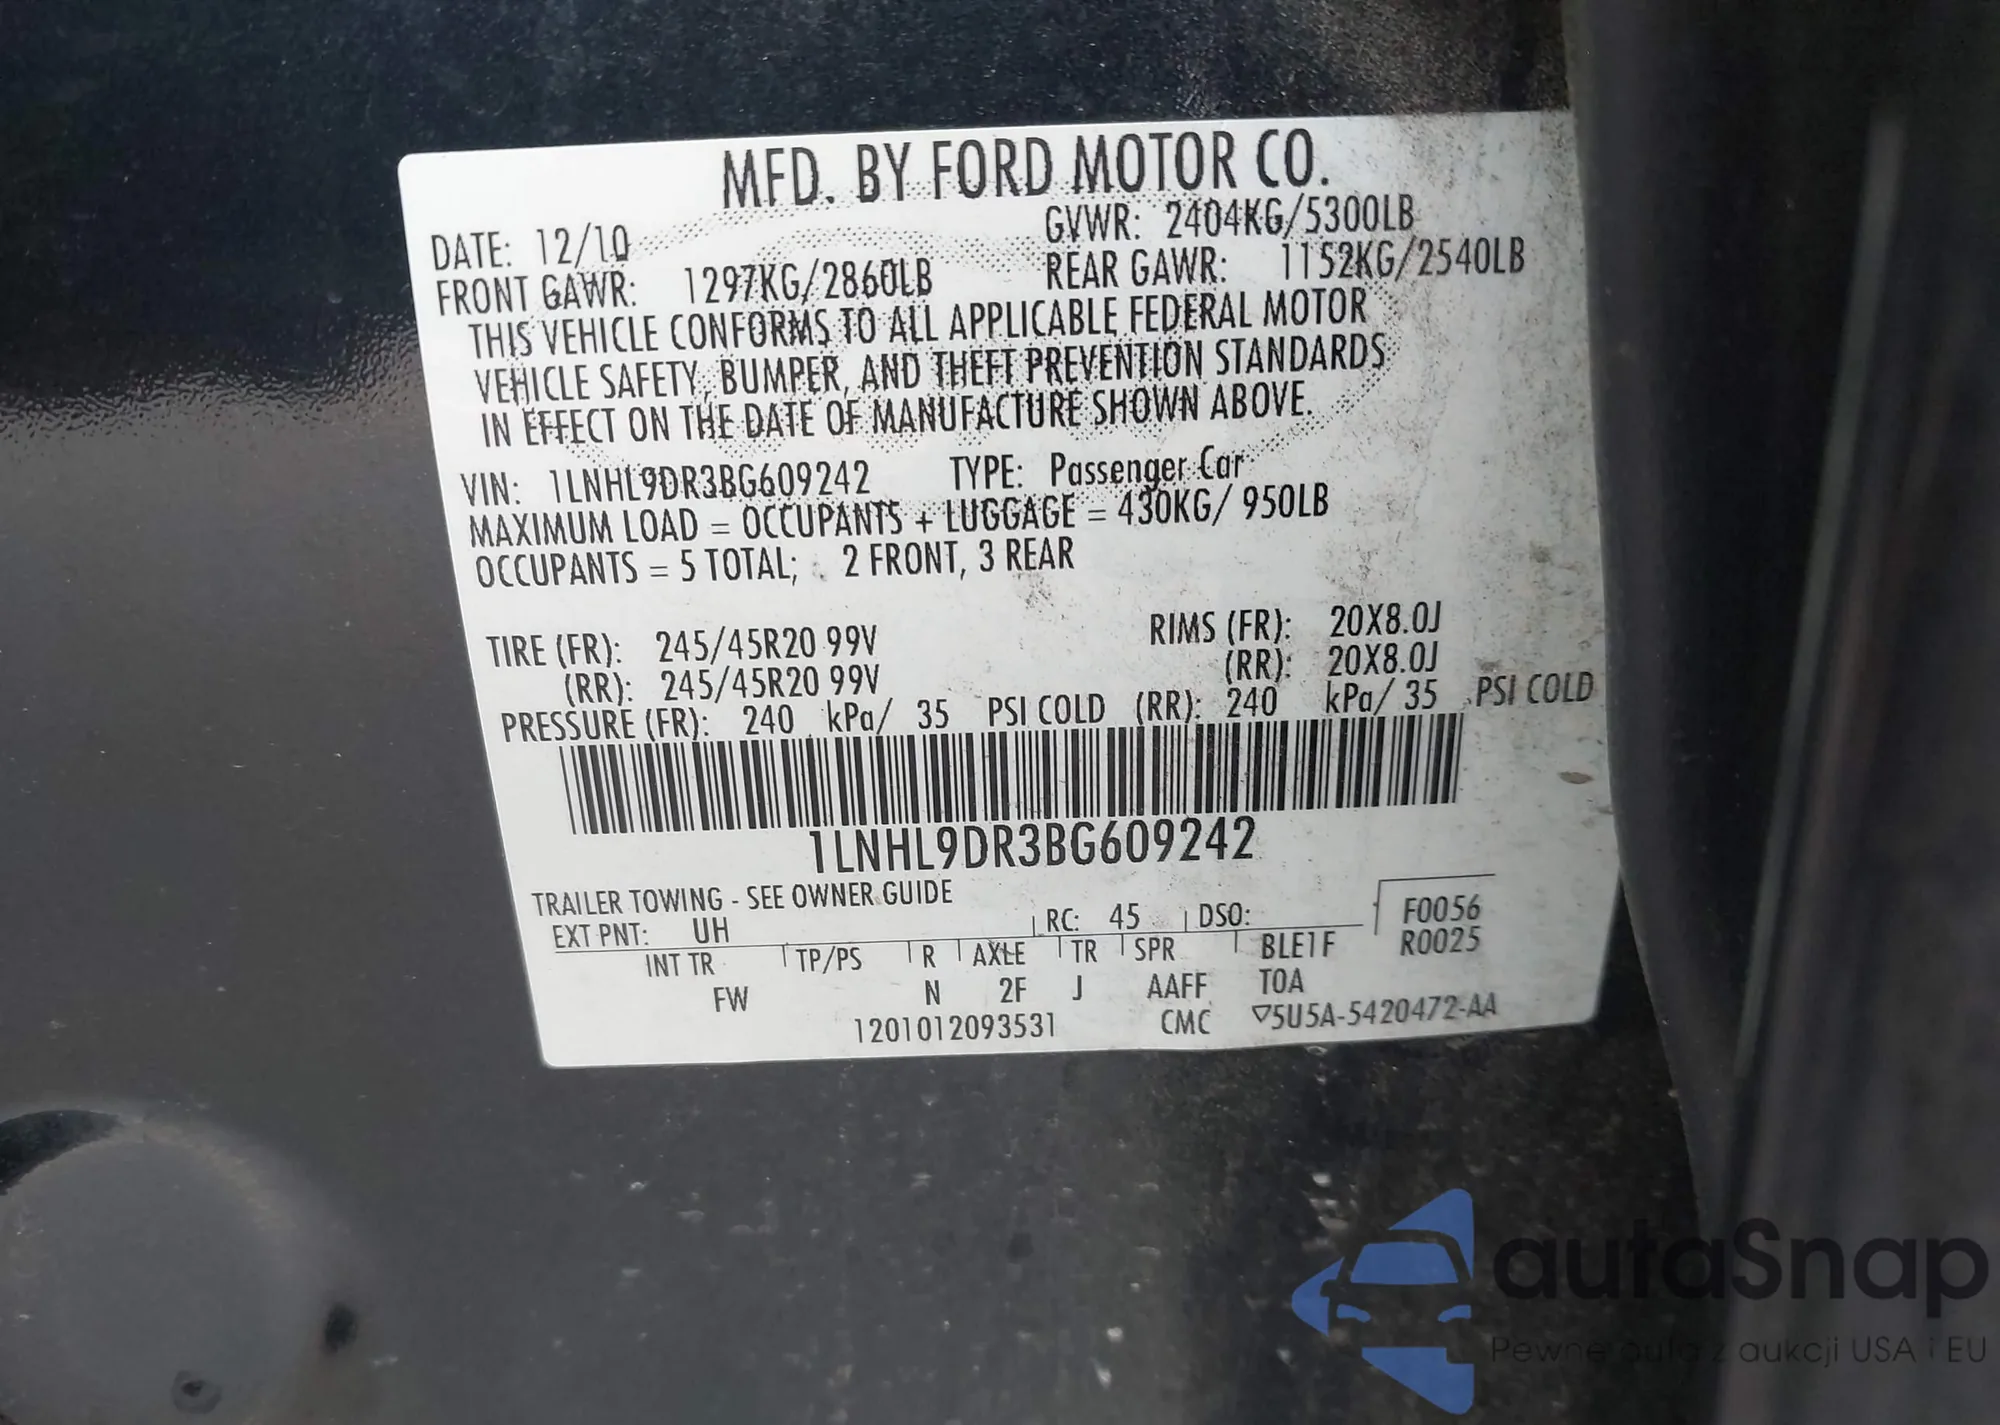 MFD. BY FORD MOTOR CO.
DATE: 12/10 GVWR: 2404KG/5300LB
FRONT GAWR: 1297KG/2860LB REAR GAWR: 1152KG/2540LB
THIS VEHICLE CONFORMS TO ALL APPLICABLE FEDERAL MOTOR
VEHICLE SAFETY, BUMPER, AND THEFT PREVENTION STANDARDS
IN EFFECT ON THE DATE OF MANUFACTURE SHOWN ABOVE.
VIN: 1LNHL9DR3BG609242 TYPE: Passenger Car
MAXIMUM LOAD = OCCUPANTS + LUGGAGE = 430KG/ 950LB
OCCUPANTS = 5 TOTAL; 2 FRONT, 3 REAR
TIRE (FR): 245/45R20 99V RIMS (FR): 20X8.0J
(RR): 245/45R20 99V (RR): 20X8.0J
PRESSURE (FR): 240 kPa/ 35 PSI COLD (RR): 240 kPa/ 35 PSI COLD
1LNHL9DR3BG609242
TRAILER TOWING - SEE OWNER GUIDE
EXT PNT: UH RC: 45 DSO: F0056
INT TR TP/PS R AXLE TR SPR BLE1F R0025
FW N 2F J AAFF TOA
1201012093531 CMC ▽5U5A-5420472-AA
autaSnap
Pewne auta z aukcji USA i EU